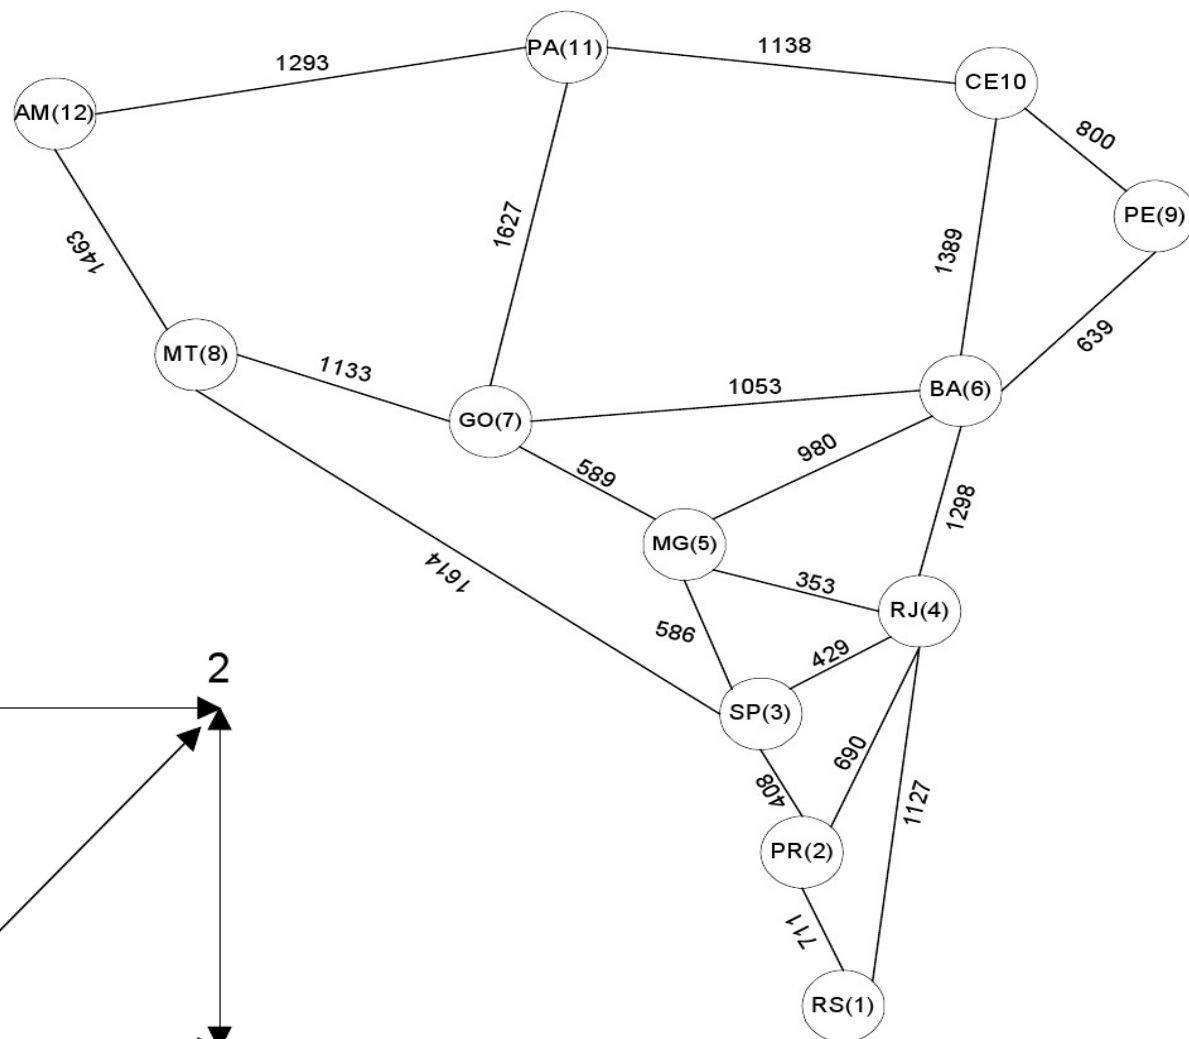 PA(11)
1138
1293
CE10
AM(12)
800
PE(9)
1627
1389
1463
639
MT(8)
1133
1053
BA(6)
GO(7)
980
589
1298
MG(5)
1614
353
RJ(4)
586
429
2
SP(3)
690
408
1127
PR(2)
711
RS(1)